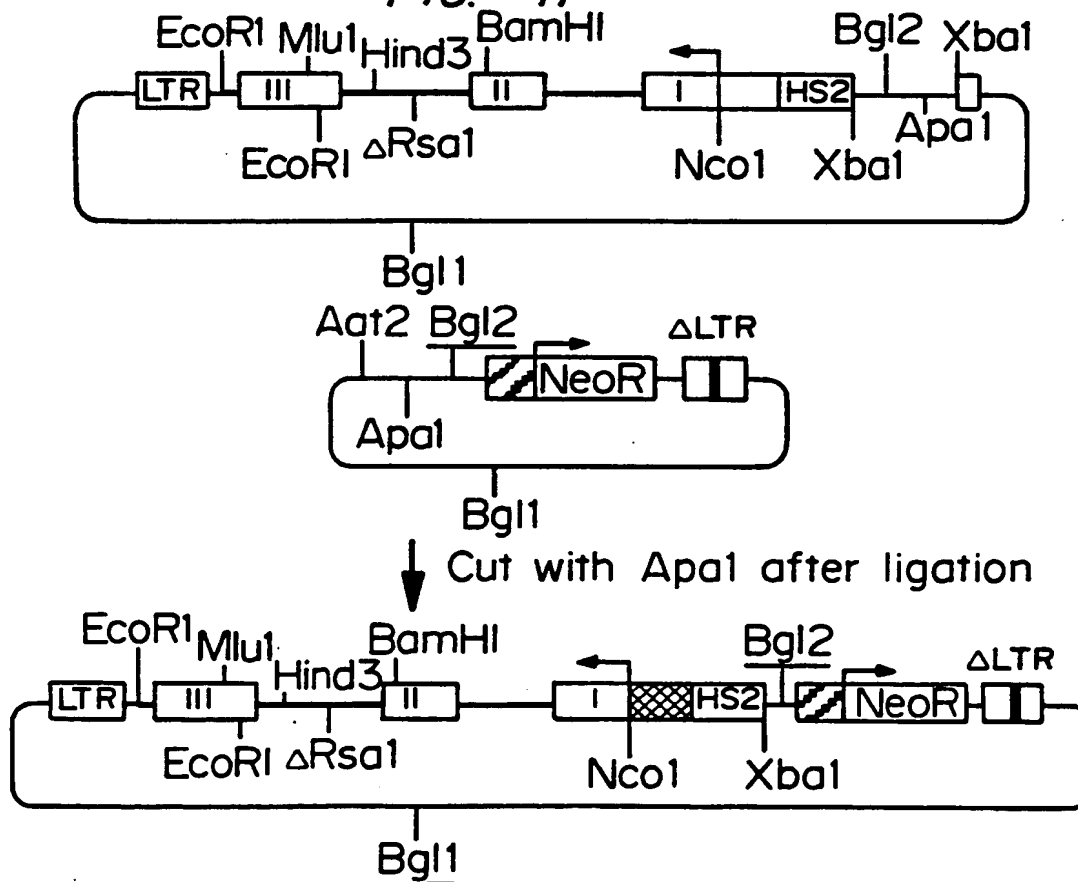 EcoR1 Mlu1 Hind3 BamHI Bgl2 Xba1
LTR III II I HS2
EcoRI ΔRsa1 Nco1 Xba1 Apa1
Bgl1
Aat2 Bgl2 ΔLTR
NeoR
Apa1
Bgl1
Cut with Apa1 after ligation
EcoR1 Mlu1 Hind3 BamHI Bgl2 ΔLTR
LTR III II I HS2 NeoR
EcoRI ΔRsa1 Nco1 Xba1
Bgl1